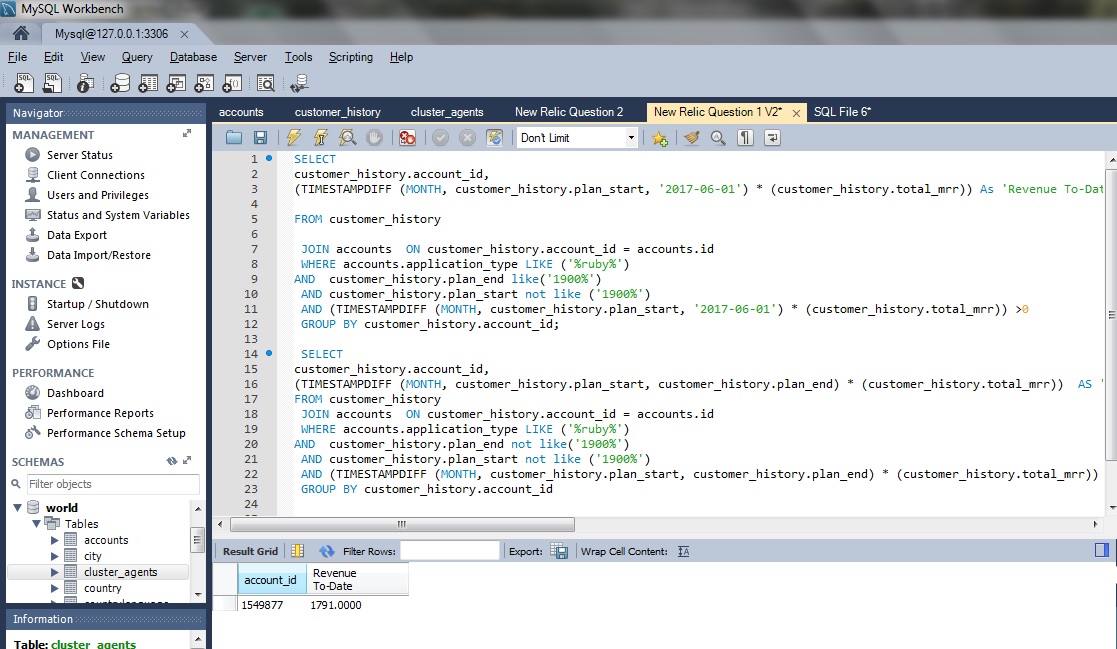 MySQL Workbench
Mysql@127.0.0.1:3306
File Edit View Query Database Server Tools Scripting Help
Navigator
MANAGEMENT
Server Status
Client Connections
Users and Privileges
Status and System Variables
Data Export
Data Import/Restore
INSTANCE
Startup / Shutdown
Server Logs
Options File
PERFORMANCE
Dashboard
Performance Reports
Performance Schema Setup
SCHEMAS
Filter objects
world
Tables
accounts
city
cluster_agents
country
Information
Table: cluster_agents
accounts customer_history cluster_agents New Relic Question 2 New Relic Question 1 V2* SQL File 6*
Don't Limit
1 SELECT
2 customer_history.account_id,
3 (TIMESTAMPDIFF (MONTH, customer_history.plan_start, '2017-06-01') * (customer_history.total_mrr)) As 'Revenue To-Dat
4
5 FROM customer_history
6
7 JOIN accounts ON customer_history.account_id = accounts.id
8 WHERE accounts.application_type LIKE ('%ruby%')
9 AND customer_history.plan_end like('1900%')
10 AND customer_history.plan_start not like ('1900%')
11 AND (TIMESTAMPDIFF (MONTH, customer_history.plan_start, '2017-06-01') * (customer_history.total_mrr)) >0
12 GROUP BY customer_history.account_id;
13
14 SELECT
15 customer_history.account_id,
16 (TIMESTAMPDIFF (MONTH, customer_history.plan_start, customer_history.plan_end) * (customer_history.total_mrr)) AS '
17 FROM customer_history
18 JOIN accounts ON customer_history.account_id = accounts.id
19 WHERE accounts.application_type LIKE ('%ruby%')
20 AND customer_history.plan_end not like('1900%')
21 AND customer_history.plan_start not like ('1900%')
22 AND (TIMESTAMPDIFF (MONTH, customer_history.plan_start, customer_history.plan_end) * (customer_history.total_mrr))
23 GROUP BY customer_history.account_id
24
Result Grid Filter Rows: Export: Wrap Cell Content:
account_id Revenue
To-Date
1549877 1791.0000